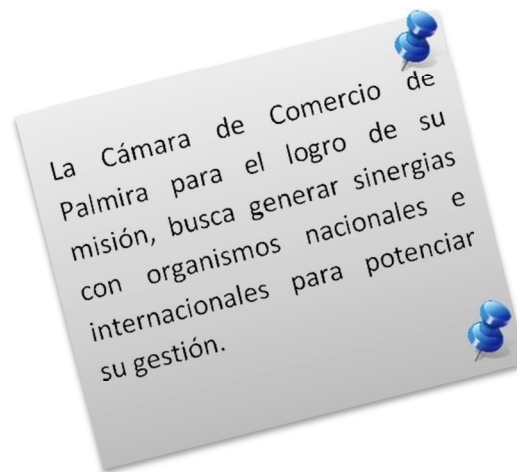 La Cámara de Comercio de
Palmira para el logro de su
misión, busca generar sinergias
con organismos nacionales e
internacionales para potenciar
su gestión.